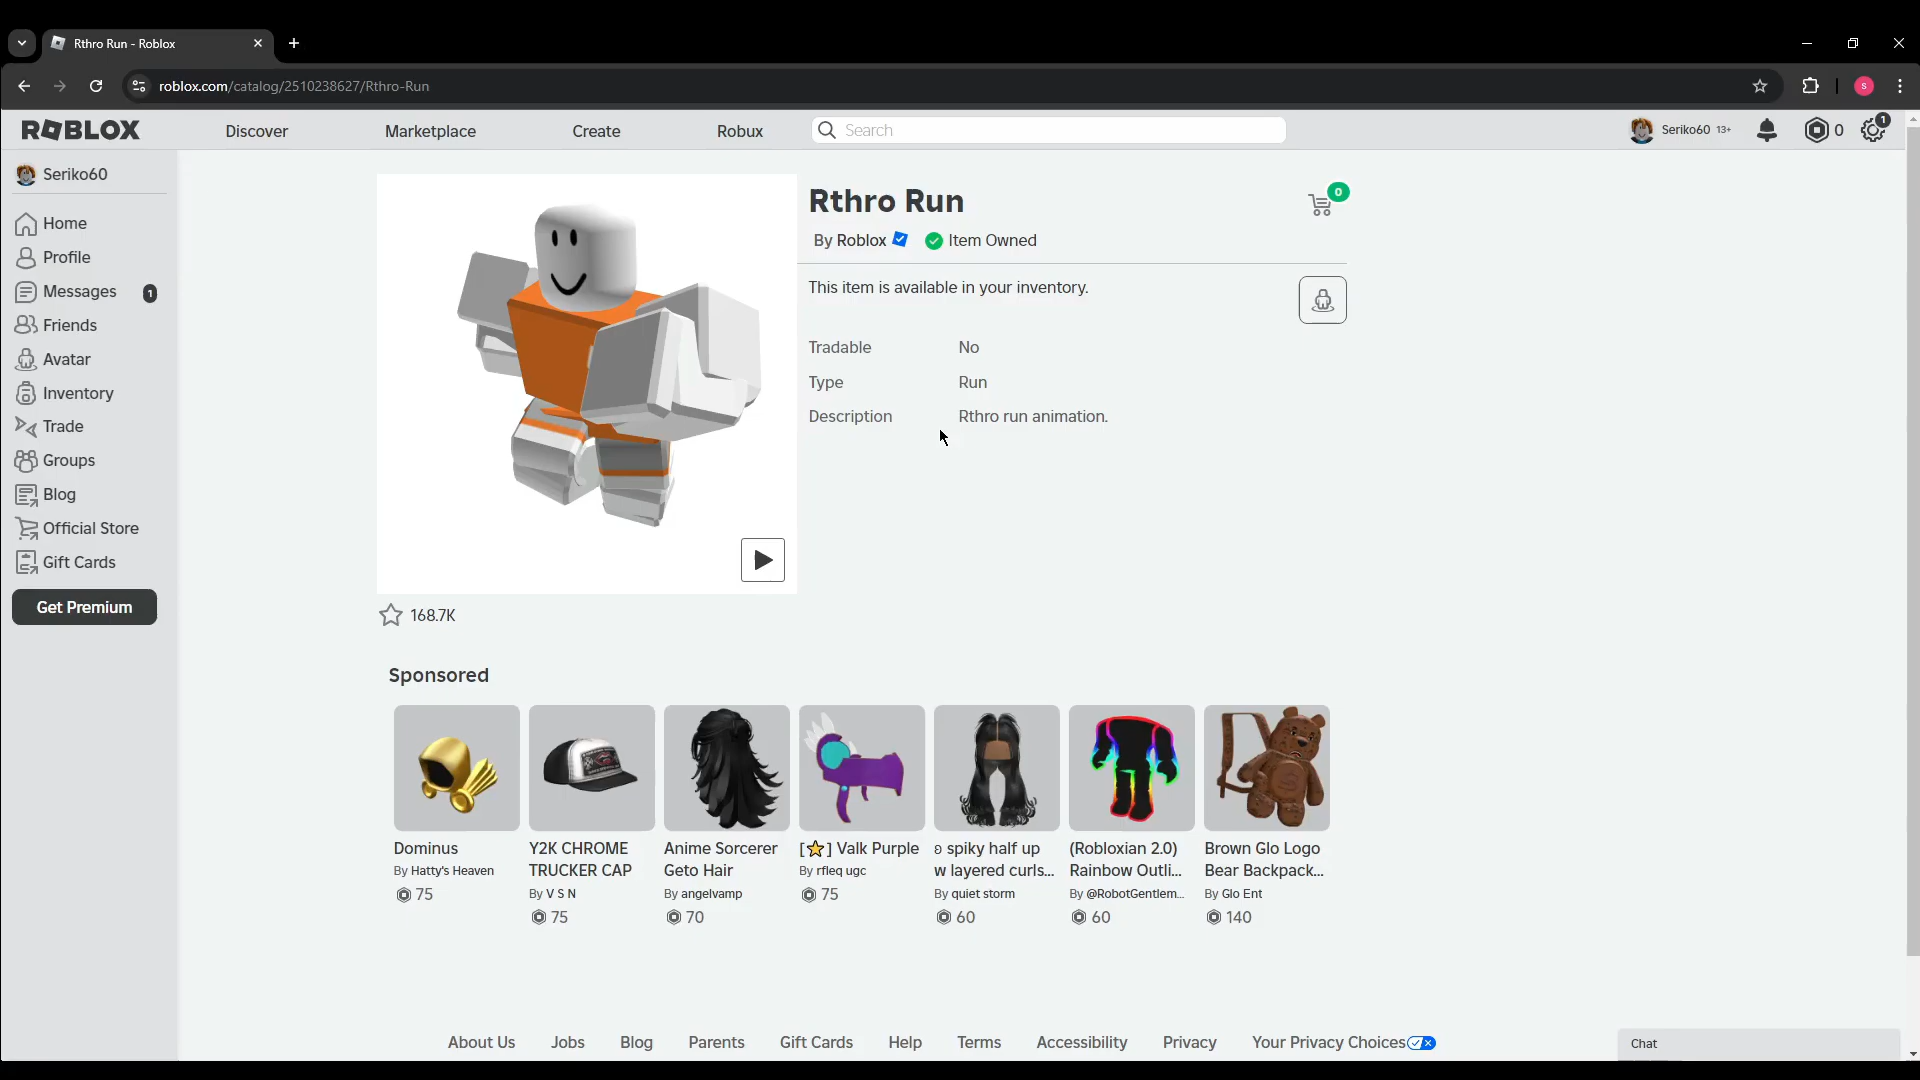 Rthro Run - Roblox
roblox.com/catalog/2510238627/Rthro-Run
S
ROBLOX
Discover
Marketplace
Create
Robux
Search
Seriko60 13+
0
1
Seriko60
Home
Profile
Messages 1
Friends
Avatar
Inventory
Trade
Groups
Blog
Official Store
Gift Cards
Get Premium
Rthro Run
0
By Roblox Item Owned
This item is available in your inventory.
Tradable No
Type Run
Description Rthro run animation.
168.7K
Sponsored
Dominus
By Hatty's Heaven
75
Y2K CHROME
TRUCKER CAP
By V S N
75
Anime Sorcerer
Geto Hair
By angelvamp
70
[⭐] Valk Purple
By rfleq ugc
75
ʚ spiky half up
w layered curls...
By quiet storm
60
(Robloxian 2.0)
Rainbow Outli...
By @RobotGentlem...
60
Brown Glo Logo
Bear Backpack...
By Glo Ent
140
About Us
Jobs
Blog
Parents
Gift Cards
Help
Terms
Accessibility
Privacy
Your Privacy Choices
Chat